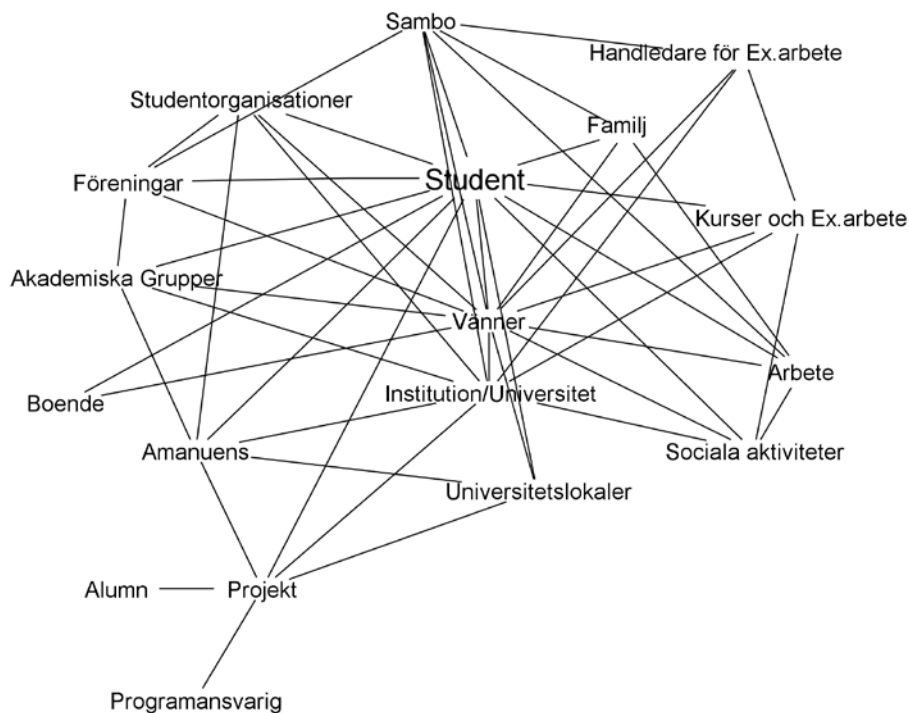 Sambo
Handledare för Ex.arbete
Studentorganisationer
Familj
Föreningar
Student
Kurser och Ex.arbete
Akademiska Grupper
Vänner
Arbete
Boende
Institution/Universitet
Amanuens
Sociala aktiviteter
Universitetslokaler
Alumn
Projekt
Programansvarig